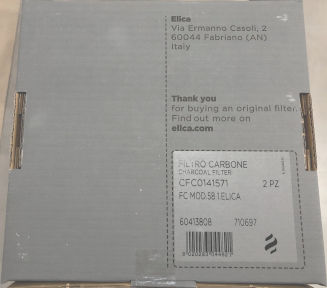 Elica
Via Ermanno Casoli, 2
60044 Fabriano (AN)
Italy
Thank you
for buying an original filter.
Find out more on
elica.com
FILTRO CARBONE
CHARCOAL FILTER
CFC0141571 2 PZ
FC-MOD.58 1.ELICA
60413808 710697